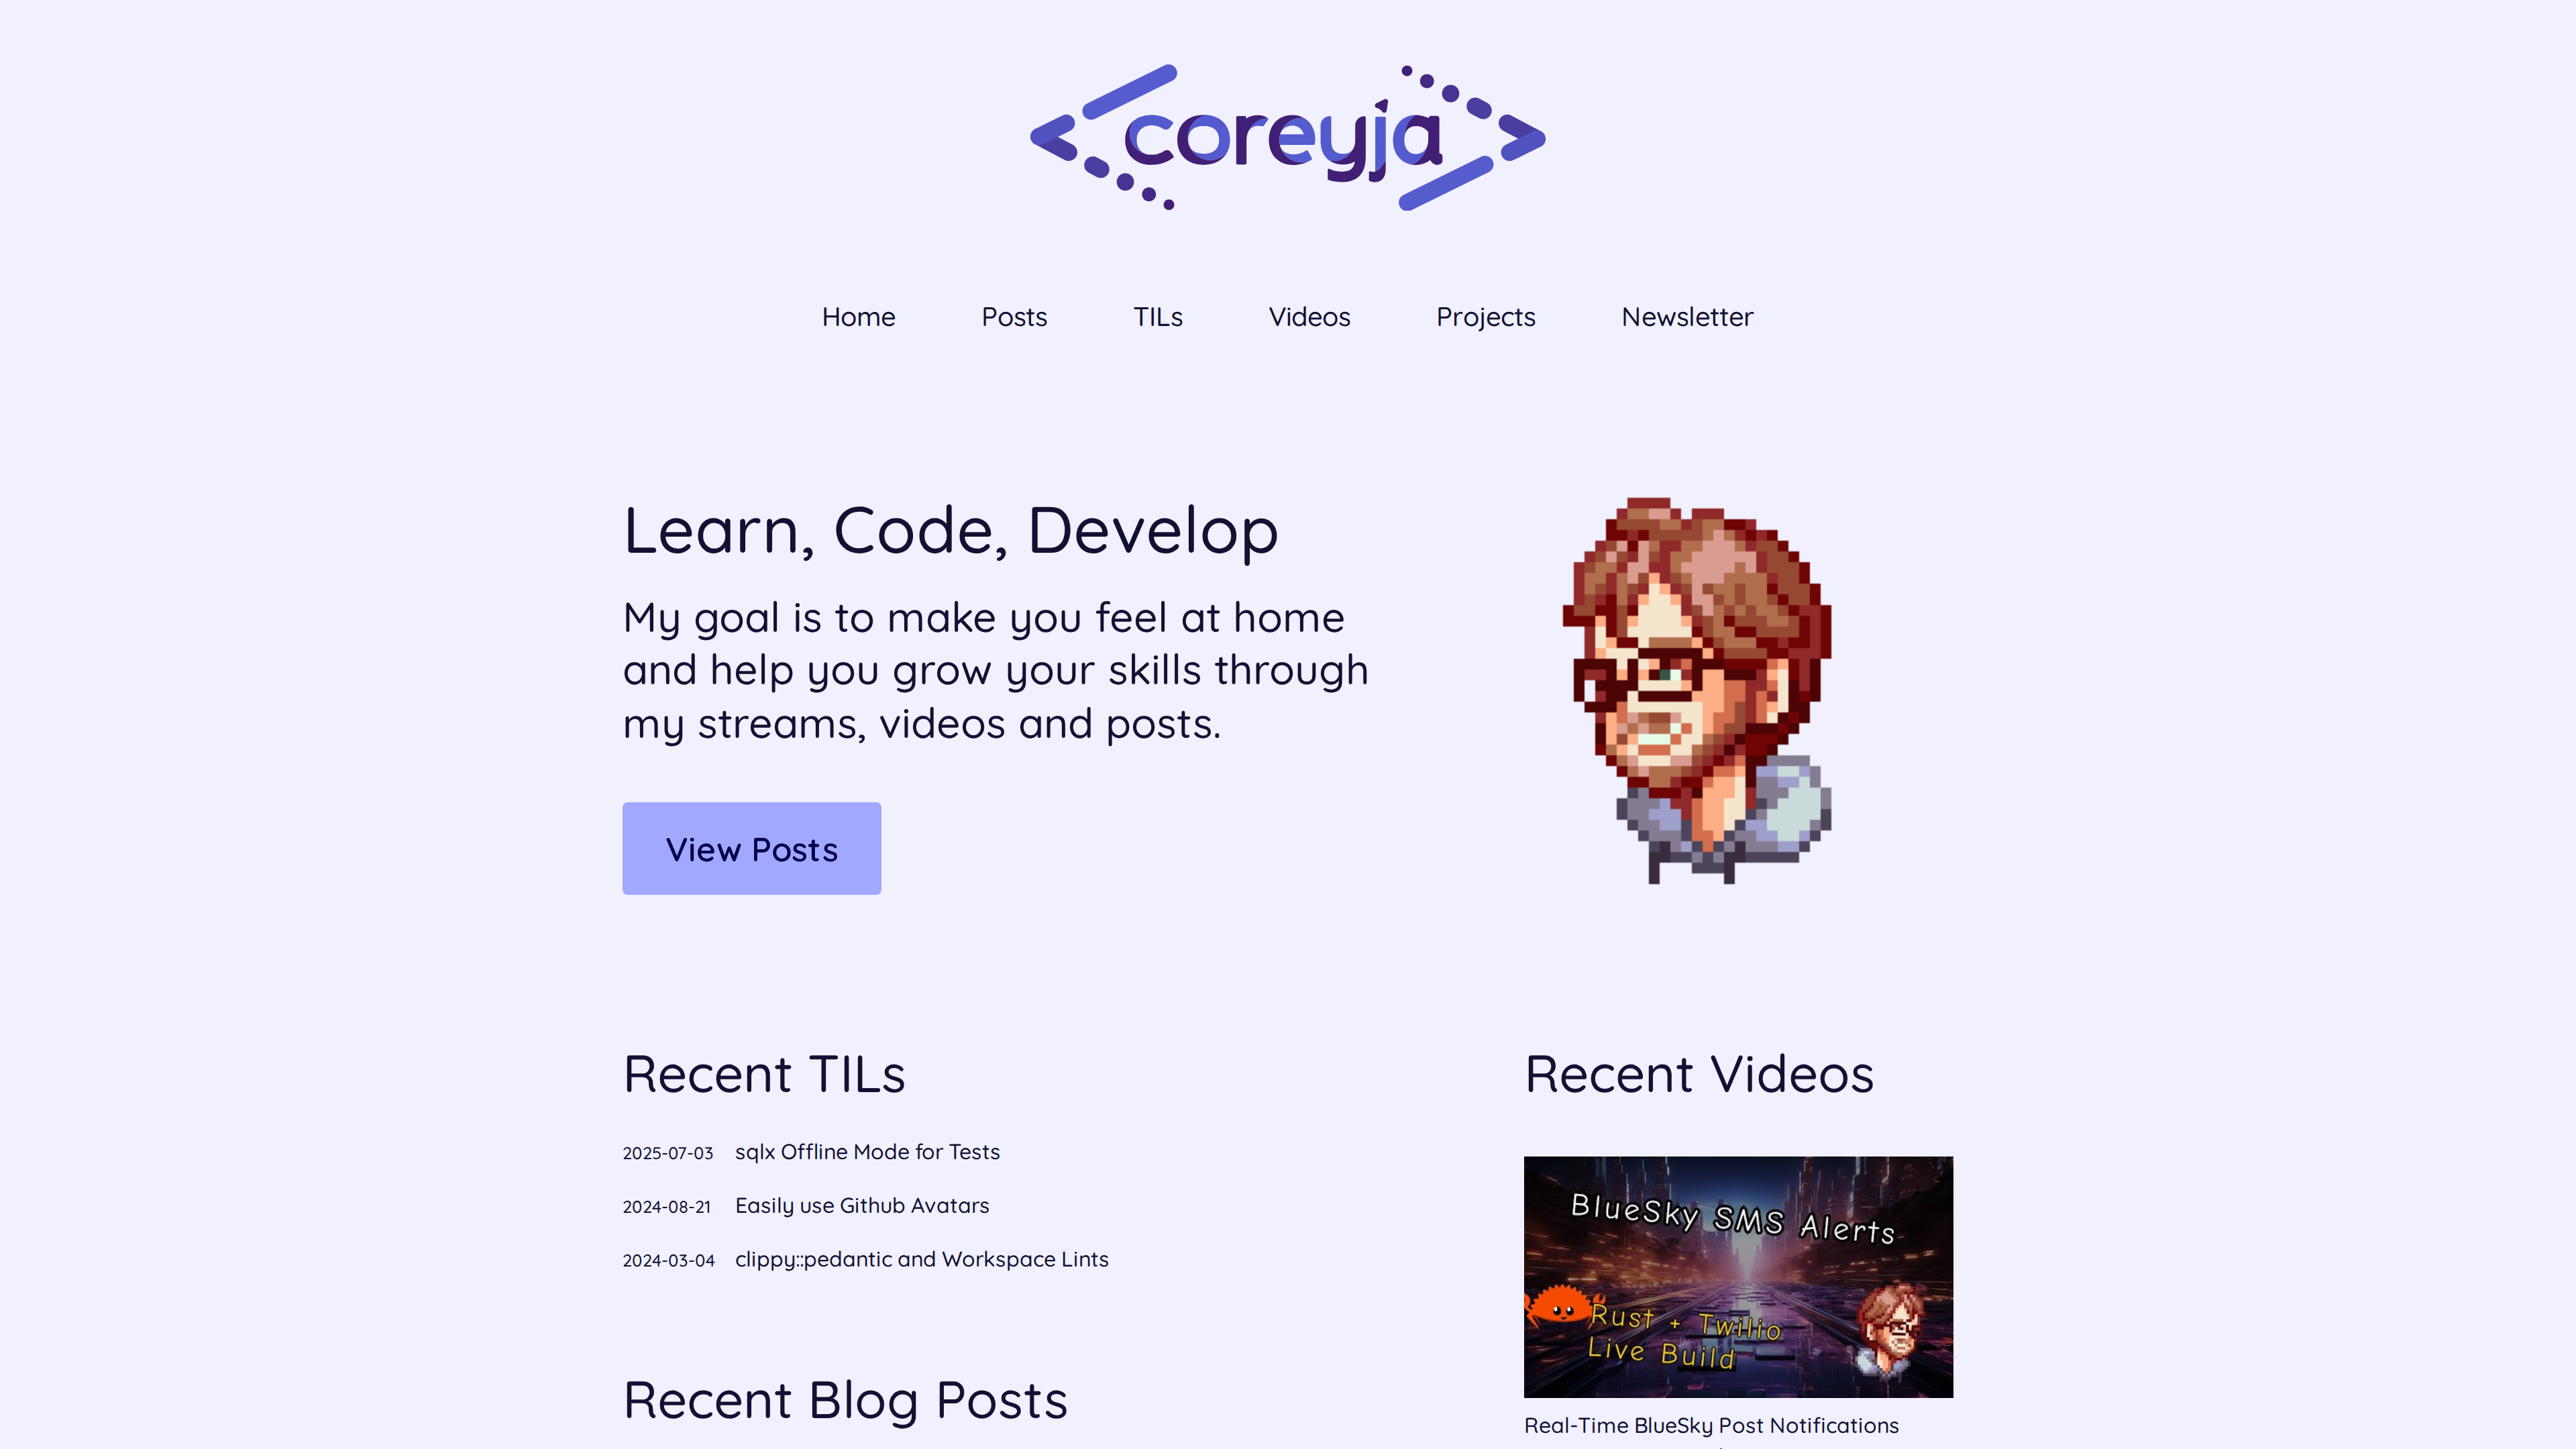 coreyja
Home Posts TILs Videos Projects Newsletter
Learn, Code, Develop
My goal is to make you feel at home
and help you grow your skills through
my streams, videos and posts.
View Posts
Recent TILs
2025-07-03 sqlx Offline Mode for Tests
2024-08-21 Easily use Github Avatars
2024-03-04 clippy::pedantic and Workspace Lints
Recent Blog Posts
Recent Videos
BlueSky SMS Alerts
Rust + Twilio
Live Build
Real-Time BlueSky Post Notifications